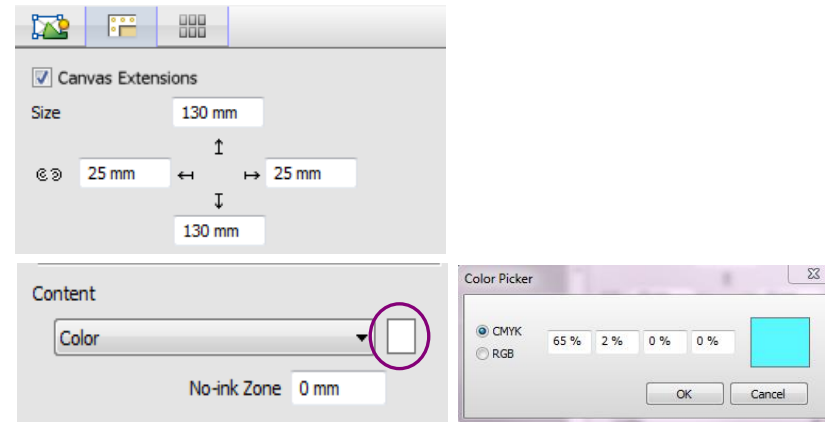 Canvas Extensions
Size
130 mm
25 mm
25 mm
130 mm
Content
Color
No-ink Zone 0 mm
Color Picker
CMYK
65 % 2 % 0 % 0 %
RGB
OK Cancel